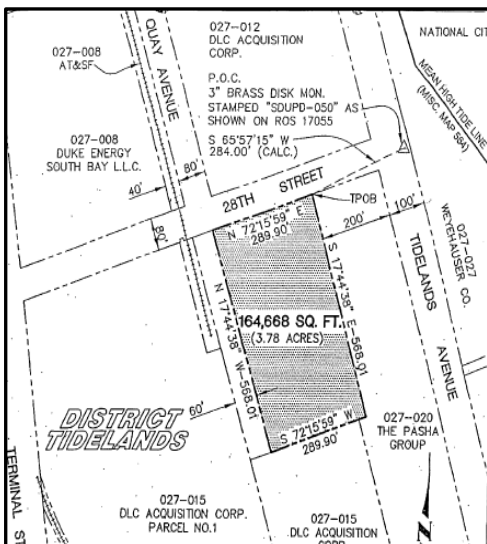 QUAY AVENUE
027-008
AT&SF
027-012
DLC ACQUISITION
CORP.
P.O.C.
3" BRASS DISK MON.
STAMPED "SDUPD-050" AS
SHOWN ON ROS 17055
S 65°57'15" W
284.00' (CALC.)
NATIONAL CIT
MEAN HIGH TIDE LINE
(MISC. MAP 564)
027-008
DUKE ENERGY
SOUTH BAY L.L.C.
80'
40'
28TH STREET
TPOB
80'
N 72°15'59" E
289.90'
200'
100'
027-027
WEYEHAUSER CO.
TIDELANDS AVENUE
N 17°44'38" W-568.01
S 17°44'38" E-568.01
164,668 SQ. FT.
(3.78 ACRES)
60'
DISTRICT
TIDELANDS
S 72°15'59" W
289.90'
027-020
THE PASHA
GROUP
TERMINAL ST
027-015
DLC ACQUISITION CORP.
PARCEL NO.1
027-015
DLC ACQUISITION